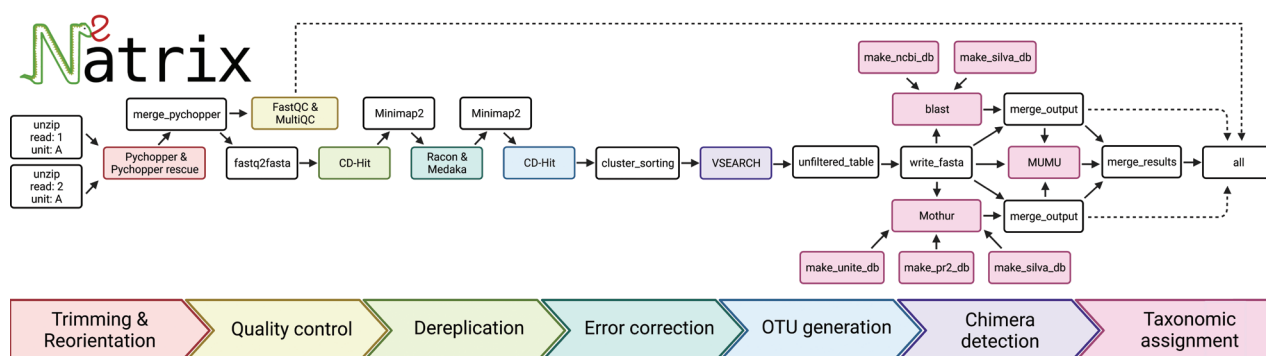 Natrix
2
make_ncbi_db
make_silva_db
merge_pychopper
FastQC &
MultiQC
Minimap2
Minimap2
blast
merge_output
unzip
read: 1
unit: A
Pychopper &
Pychopper rescue
fastq2fasta
CD-Hit
Racon &
Medaka
CD-Hit
cluster_sorting
VSEARCH
unfiltered_table
write_fasta
MUMU
merge_results
all
unzip
read: 2
unit: A
Mothur
merge_output
make_unite_db
make_pr2_db
make_silva_db
Trimming &
Reorientation
Quality control
Dereplication
Error correction
OTU generation
Chimera
detection
Taxonomic
assignment